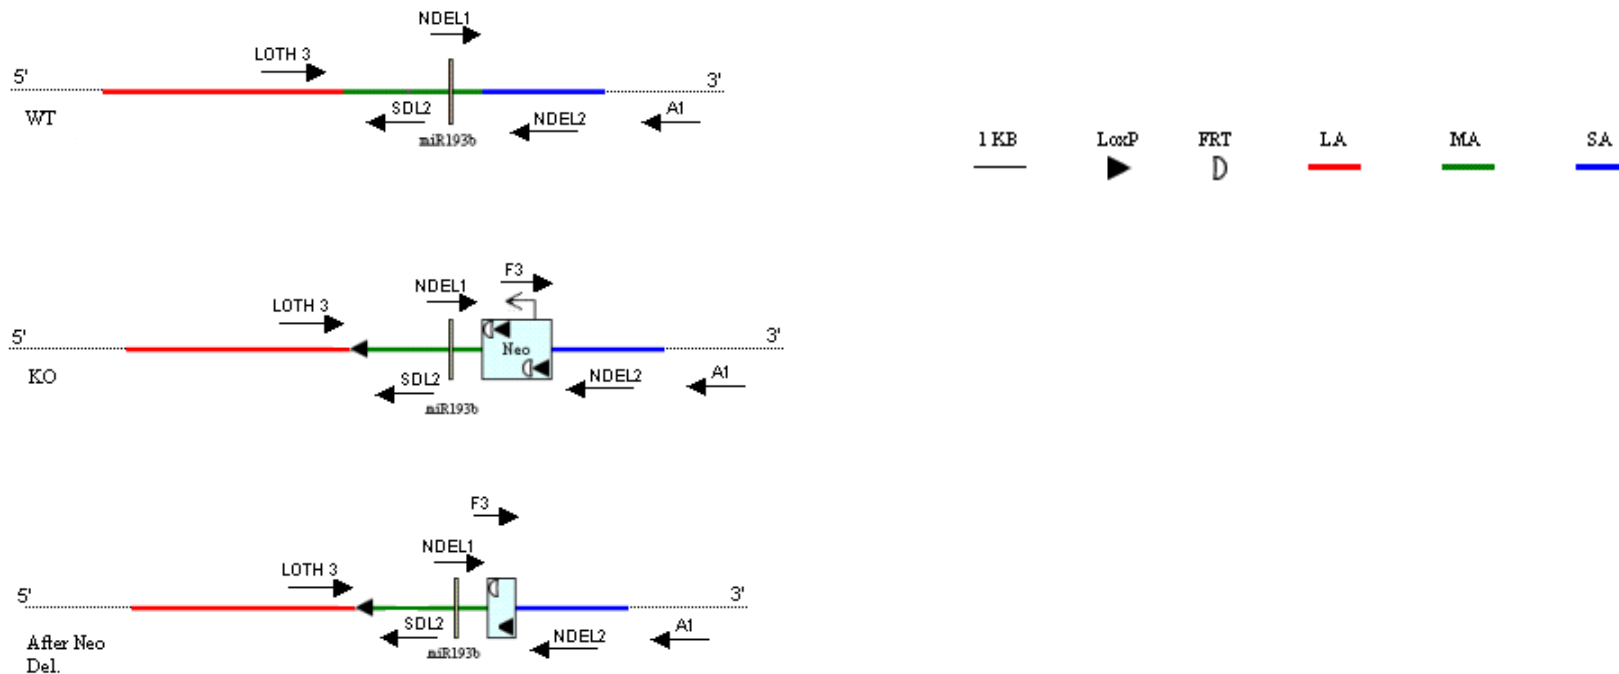 NDEL1
LOTH 3
5'
3'
WT
SDL2
NDEL2
A1
miR193b
1 KB LoxP FRT LA MA SA
F3
NDEL1
LOTH 3
5'
3'
Neo
KO
SDL2
NDEL2
A1
miR193b
F3
NDEL1
LOTH 3
5'
3'
SDL2
NDEL2
A1
miR193b
After Neo
Del.